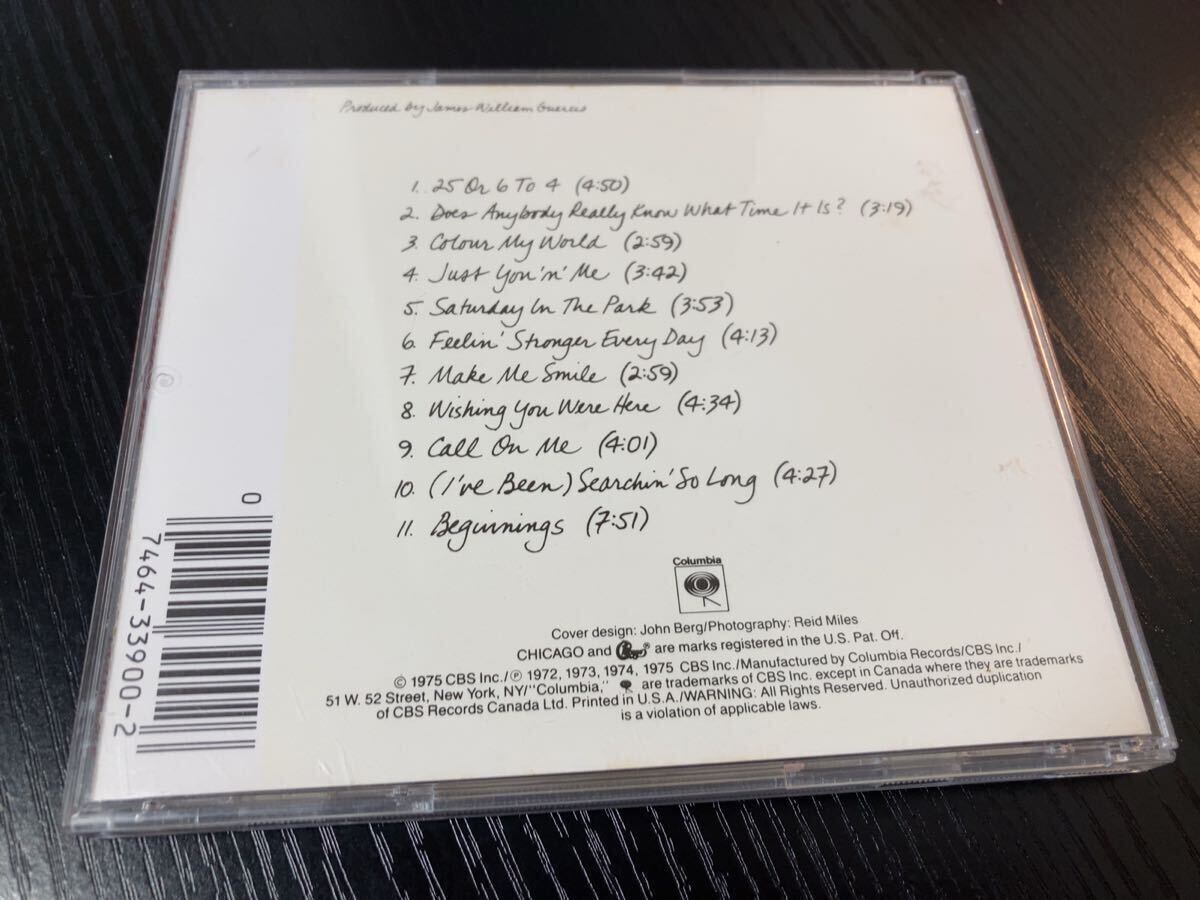 Produced by James William Guercio
1. 25 Or 6 To 4 (4:50)
2. Does Anybody Really Know What Time It Is? (3:19)
3. Colour My World (2:59)
4. Just You 'n' Me (3:42)
5. Saturday In The Park (3:53)
6. Feelin' Stronger Every Day (4:13)
7. Make Me Smile (2:59)
8. Wishing You Were Here (4:34)
9. Call On Me (4:01)
10. (I've Been) Searchin' So Long (4:27)
11. Beginnings (7:51)
Columbia
Cover design: John Berg/Photography: Reid Miles
CHICAGO and are marks registered in the U.S. Pat. Off.
© 1975 CBS Inc./℗ 1972, 1973, 1974, 1975 CBS Inc./Manufactured by Columbia Records/CBS Inc./
51 W. 52 Street, New York, NY/"Columbia," are trademarks of CBS Inc. except in Canada where they are trademarks
of CBS Records Canada Ltd. Printed in U.S.A./WARNING: All Rights Reserved. Unauthorized duplication
is a violation of applicable laws.
0
7464-33900-2